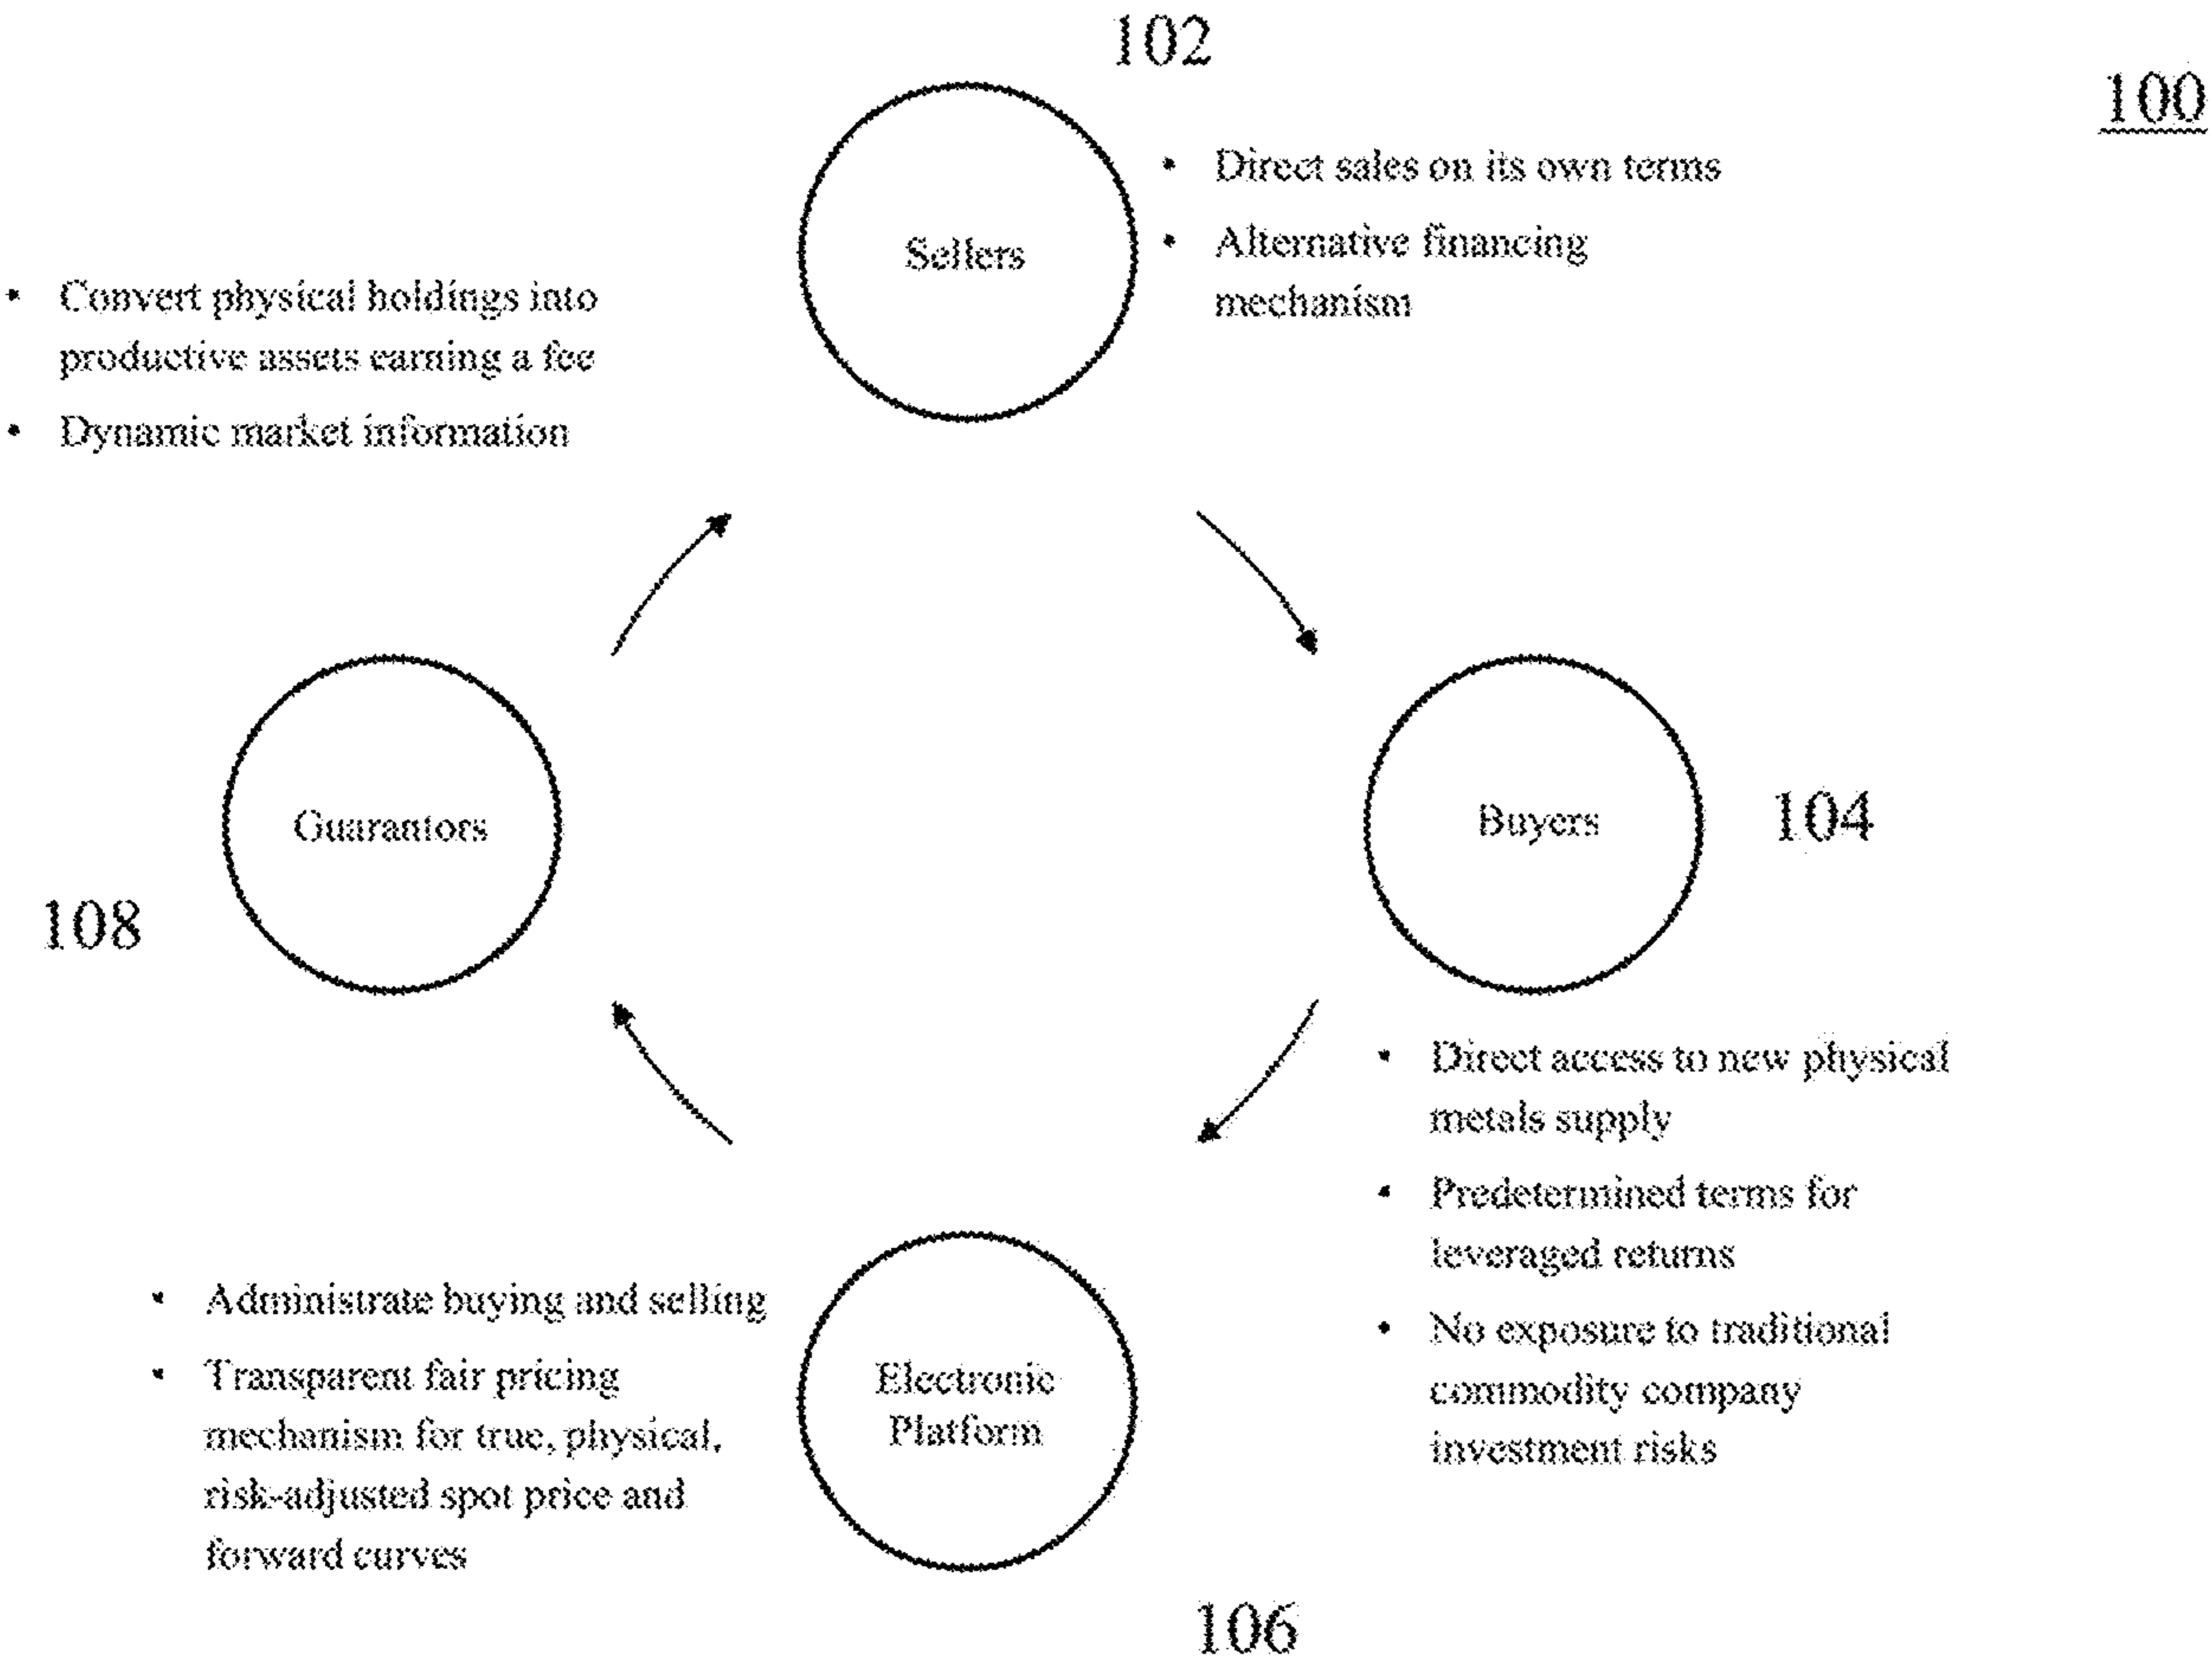 102
100
Sellers
• Direct sales on its own terms
• Alternative financing
mechanism
• Convert physical holdings into
productive assets earning a fee
• Dynamic market information
Guarantors
108
Buyers
104
• Direct access to new physical
metals supply
• Predetermined terms for
leveraged returns
• No exposure to traditional
commodity company
investment risks
• Administrate buying and selling
• Transparent fair pricing
mechanism for true, physical,
risk-adjusted spot price and
forward curves
Electronic
Platform
106